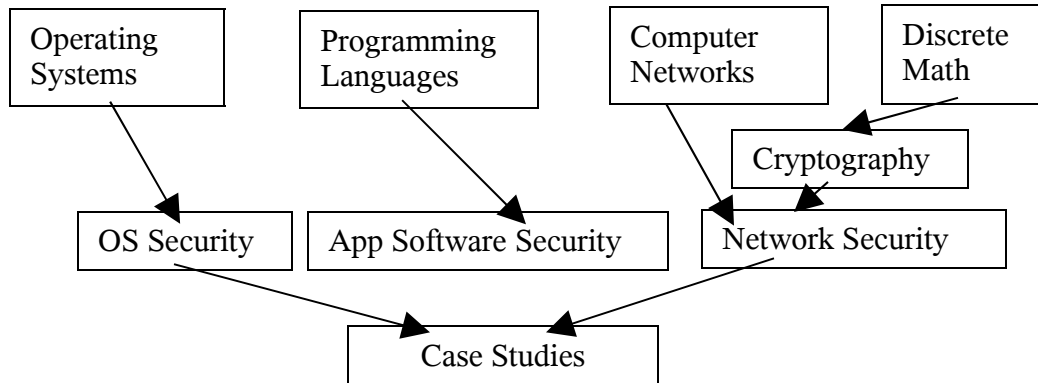 Operating
Systems
Programming
Languages
Computer
Networks
Discrete
Math
Cryptography
OS Security
App Software Security
Network Security
Case Studies